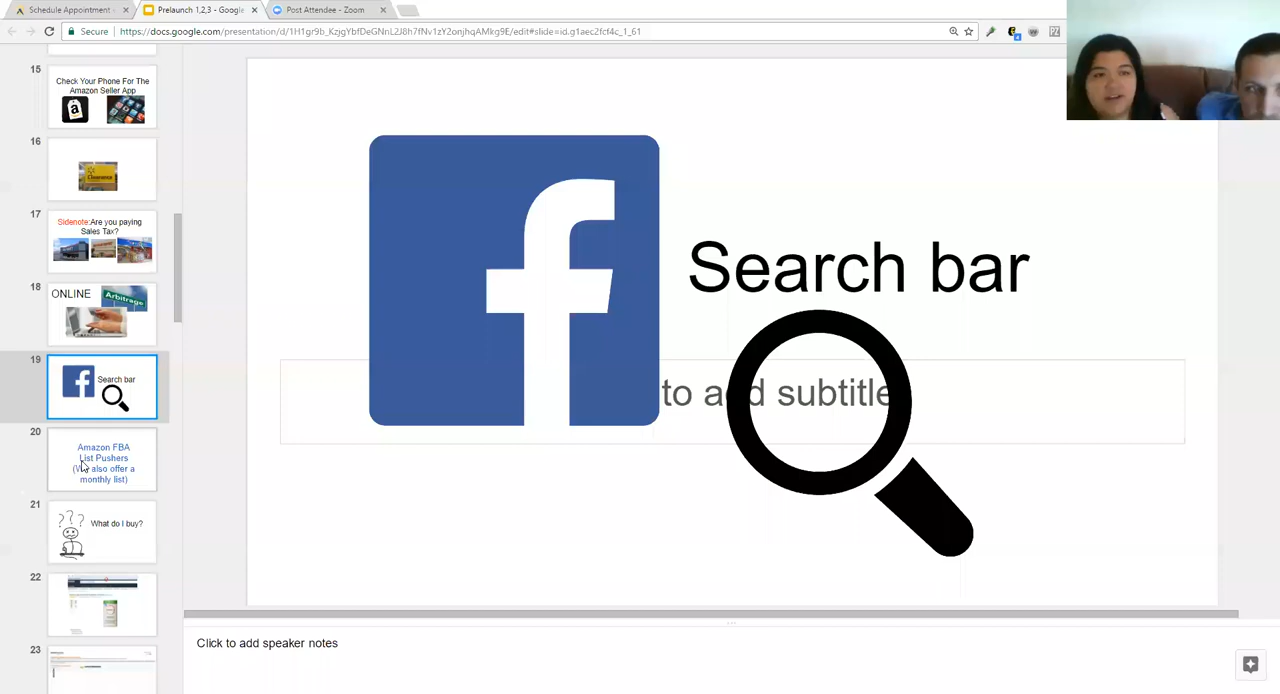 Schedule Appointment
Prelaunch 1,2,3 - Google
Post Attendee - Zoom
Secure
https://docs.google.com/presentation/d/1H1gr9b_KzjgYbfDeGNnL2J8h7fNv1zY2onjhqAMkg9E/edit#slide=id.g1aec2fcf4c_1_61
15
Check Your Phone For The
Amazon Seller App
a
16
Clearance
17
Sidenote:Are you paying
Sales Tax?
18
ONLINE
Arbitrage
19
f
Search bar
20
Amazon FBA
List Pushers
also offer a
monthly list)
21
What do I buy?
22
23
f
Search bar
to add subtitle
Click to add speaker notes